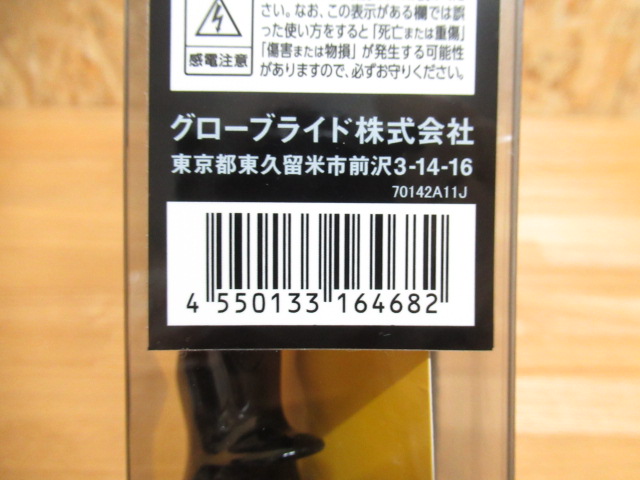 さい。なお、この表示がある欄では誤
った使い方をすると「死亡または重傷」
「傷害または物損」が発生する可能性
がありますので、必ずお守りください。
感電注意
グローブライド株式会社
東京都東久留米市前沢3-14-16
70142A11J
4 550133 164682